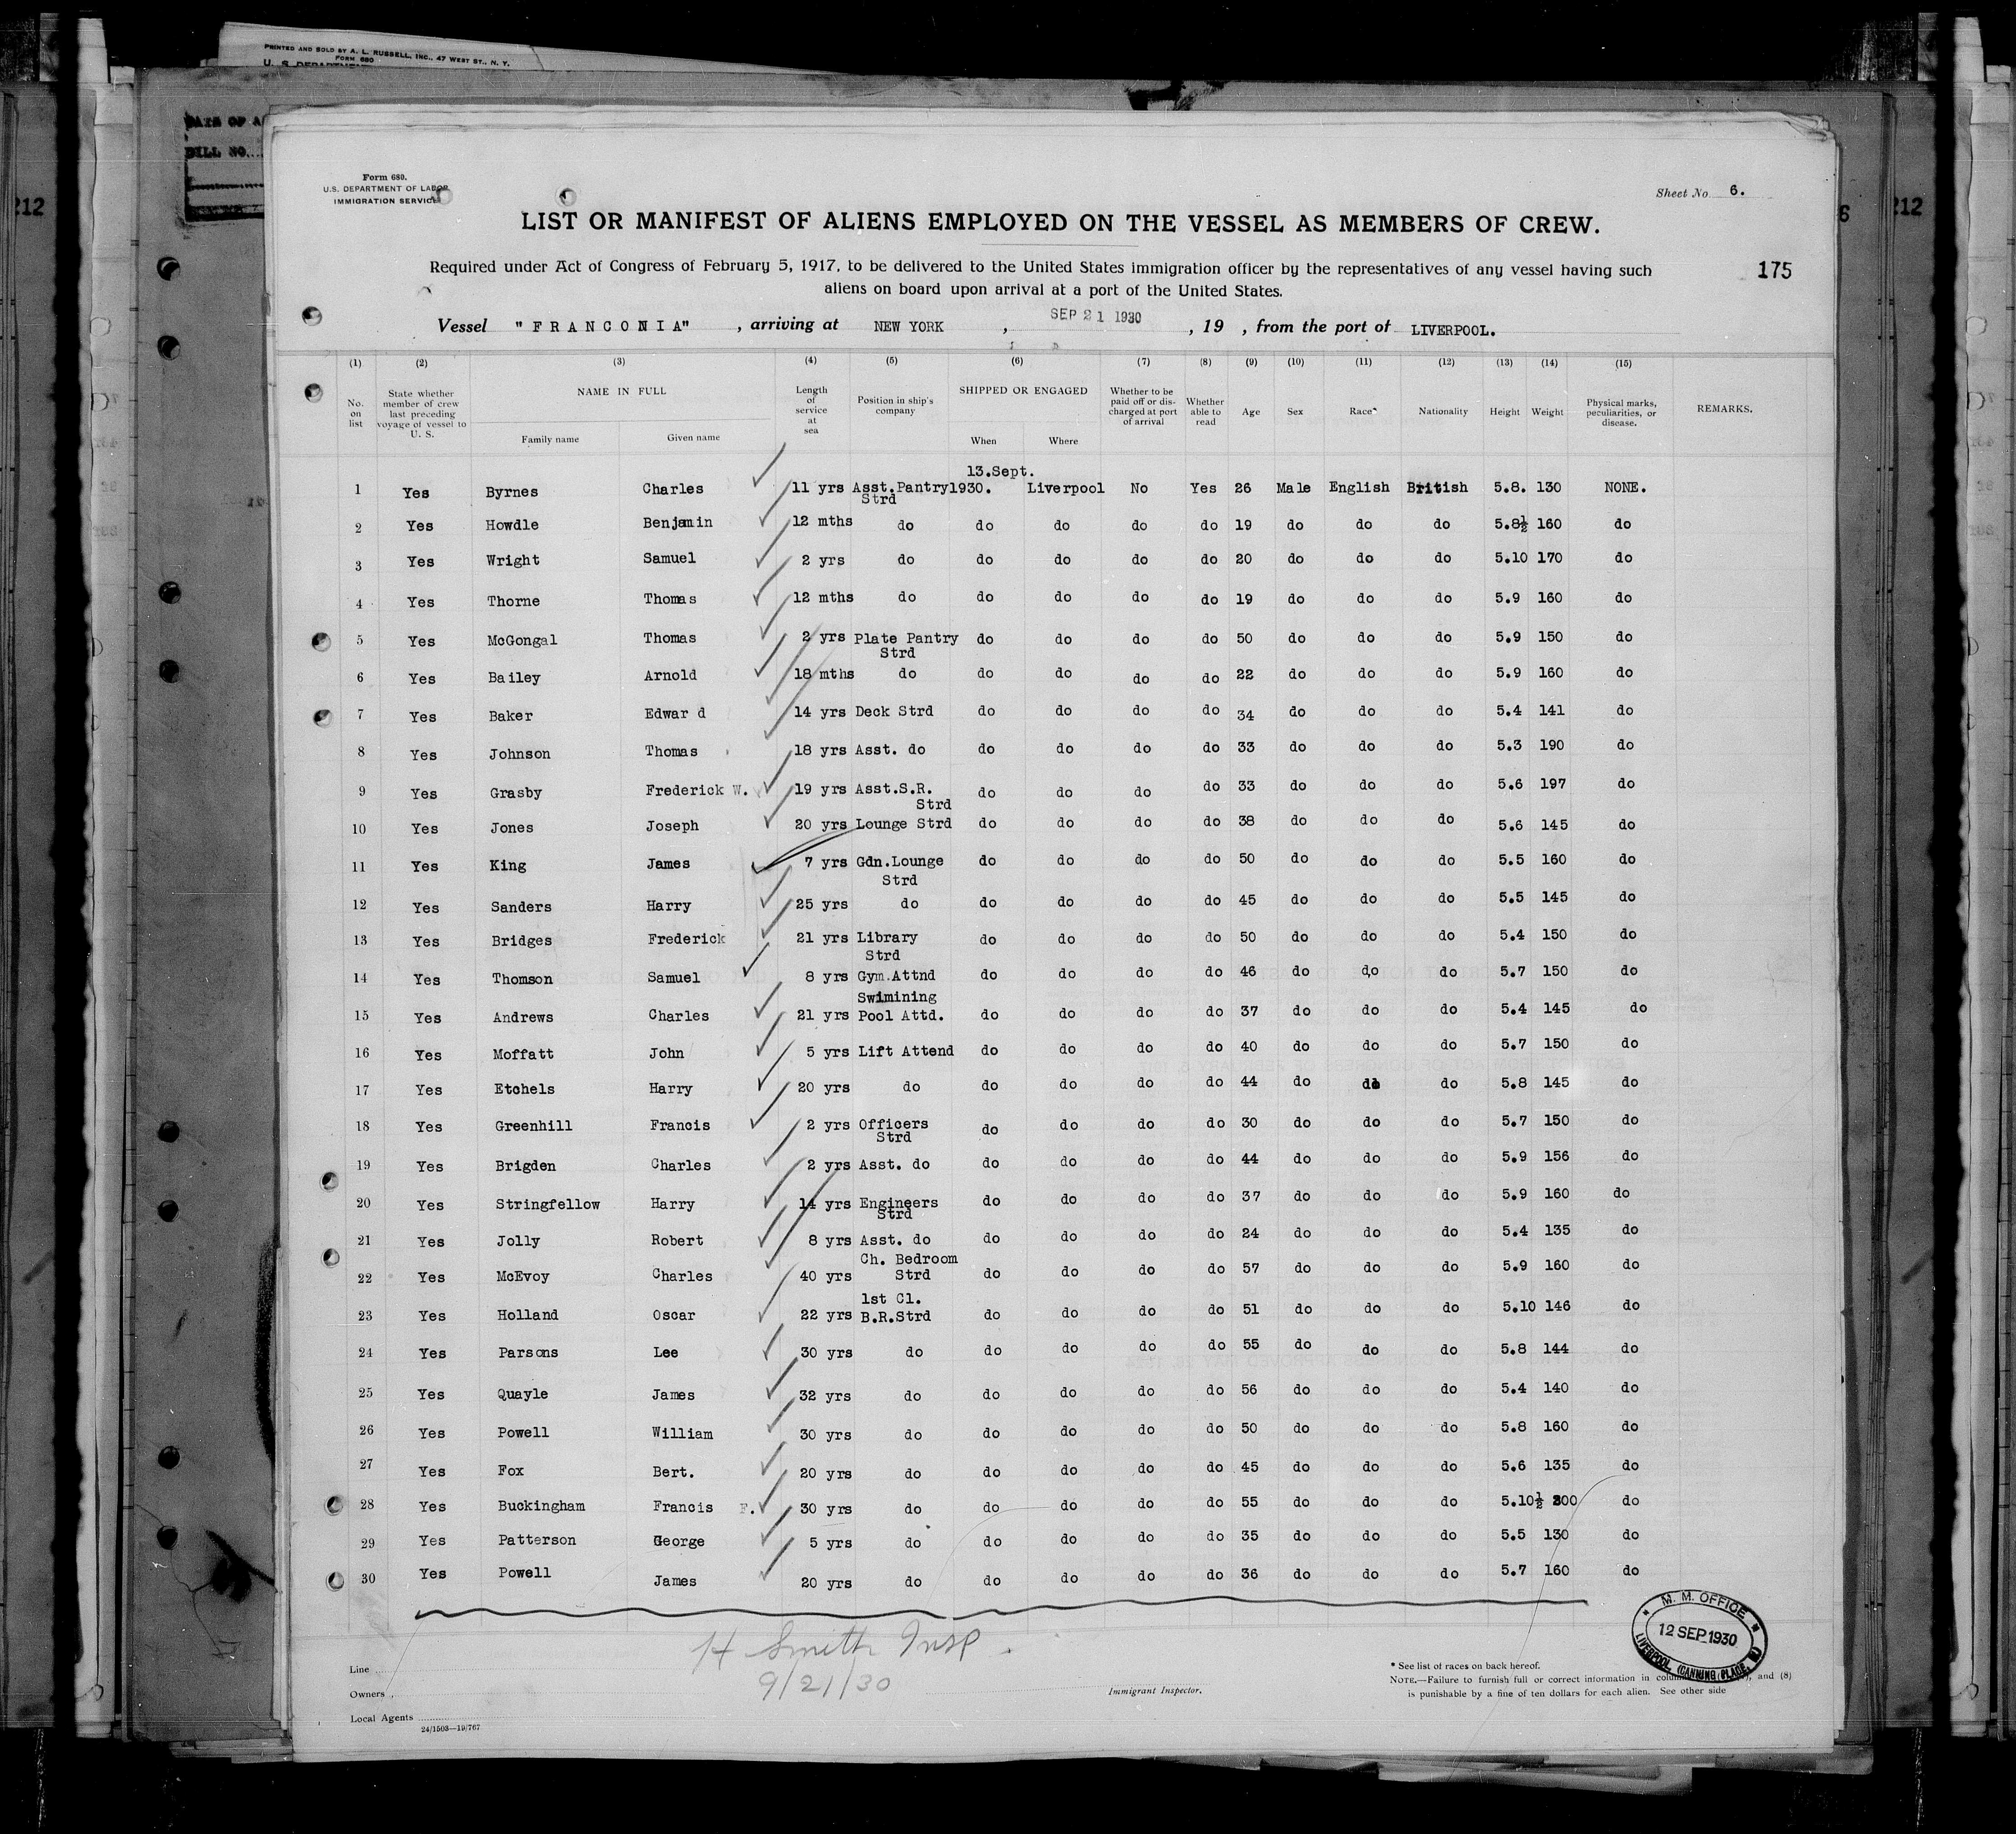 PRINTED AND SOLD BY A. L. RUSSELL, INC., 47 WEST ST., N. Y.
FORM 680
U. S. DEPARTMENT
DATE OF A
BILL NO.
212
6
212
Form 680.
U.S. DEPARTMENT OF LABOR
IMMIGRATION SERVICE
Sheet No. 6.
LIST OR MANIFEST OF ALIENS EMPLOYED ON THE VESSEL AS MEMBERS OF CREW.
Required under Act of Congress of February 5, 1917, to be delivered to the United States immigration officer by the representatives of any vessel having such
aliens on board upon arrival at a port of the United States.
175
Vessel "FRANCONIA" , arriving at NEW YORK , SEP 21 1930 , 19 , from the port of LIVERPOOL.
(1) (2) (3) (4) (5) (6) (7) (8) (9) (10) (11) (12) (13) (14) (15)
No. on list | State whether member of crew last preceding voyage of vessel to U. S. | NAME IN FULL | Length of service at sea | Position in ship's company | SHIPPED OR ENGAGED | Whether to be paid off or discharged at port of arrival | Whether able to read | Age | Sex | Race* | Nationality | Height | Weight | Physical marks, peculiarities, or disease. | REMARKS.
Family name Given name When Where
13.Sept.
1 Yes Byrnes Charles 11 yrs Asst.Pantry Strd 1930. Liverpool No Yes 26 Male English British 5.8. 130 NONE.
2 Yes Howdle Benjamin 12 mths do do do do do 19 do do do 5.8½ 160 do
3 Yes Wright Samuel 2 yrs do do do do do 20 do do do 5.10 170 do
4 Yes Thorne Thomas 12 mths do do do do do 19 do do do 5.9 160 do
5 Yes McGongal Thomas 2 yrs Plate Pantry Strd do do do do 50 do do do 5.9 150 do
6 Yes Bailey Arnold 18 mths do do do do do 22 do do do 5.9 160 do
7 Yes Baker Edward 14 yrs Deck Strd do do do do 34 do do do 5.4 141 do
8 Yes Johnson Thomas 18 yrs Asst. do do do do do 33 do do do 5.3 190 do
9 Yes Grasby Frederick W. 19 yrs Asst.S.R. Strd do do do do 33 do do do 5.6 197 do
10 Yes Jones Joseph 20 yrs Lounge Strd do do do do 38 do do do 5.6 145 do
11 Yes King James 7 yrs Gdn.Lounge Strd do do do do 50 do do do 5.5 160 do
12 Yes Sanders Harry 25 yrs do do do do do 45 do do do 5.5 145 do
13 Yes Bridges Frederick 21 yrs Library Strd do do do do 50 do do do 5.4 150 do
14 Yes Thomson Samuel 8 yrs Gym.Attnd do do do do 46 do do do 5.7 150 do
15 Yes Andrews Charles 21 yrs Swimining Pool Attd. do do do do 37 do do do 5.4 145 do
16 Yes Moffatt John 5 yrs Lift Attend do do do do 40 do do do 5.7 150 do
17 Yes Etchels Harry 20 yrs do do do do do 44 do do do 5.8 145 do
18 Yes Greenhill Francis 2 yrs Officers Strd do do do do 30 do do do 5.7 150 do
19 Yes Brigden Charles 2 yrs Asst. do do do do do 44 do do do 5.9 156 do
20 Yes Stringfellow Harry 14 yrs Engineers Strd do do do do 37 do do do 5.9 160 do
21 Yes Jolly Robert 8 yrs Asst. do do do do do 24 do do do 5.4 135 do
22 Yes McEvoy Charles 40 yrs Ch. Bedroom Strd do do do do 57 do do do 5.9 160 do
23 Yes Holland Oscar 22 yrs 1st Cl. B.R.Strd do do do do 51 do do do 5.10 146 do
24 Yes Parsons Lee 30 yrs do do do do do 55 do do do 5.8 144 do
25 Yes Quayle James 32 yrs do do do do do 56 do do do 5.4 140 do
26 Yes Powell William 30 yrs do do do do do 50 do do do 5.8 160 do
27 Yes Fox Bert. 20 yrs do do do do do 45 do do do 5.6 135 do
28 Yes Buckingham Francis F. 30 yrs do do do do do 55 do do do 5.10½ 200 do
29 Yes Patterson George 5 yrs do do do do do 35 do do do 5.5 130 do
30 Yes Powell James 20 yrs do do do do do 36 do do do 5.7 160 do
M. M. OFFICE
12 SEP 1930
LIVERPOOL (CANNING PLACE)
H Smith Insp.
9/21/30
Line
Owners
Local Agents
24/1503—19/767
Immigrant Inspector.
* See list of races on back hereof.
NOTE.—Failure to furnish full or correct information in and (8)
is punishable by a fine of ten dollars for each alien. See other side